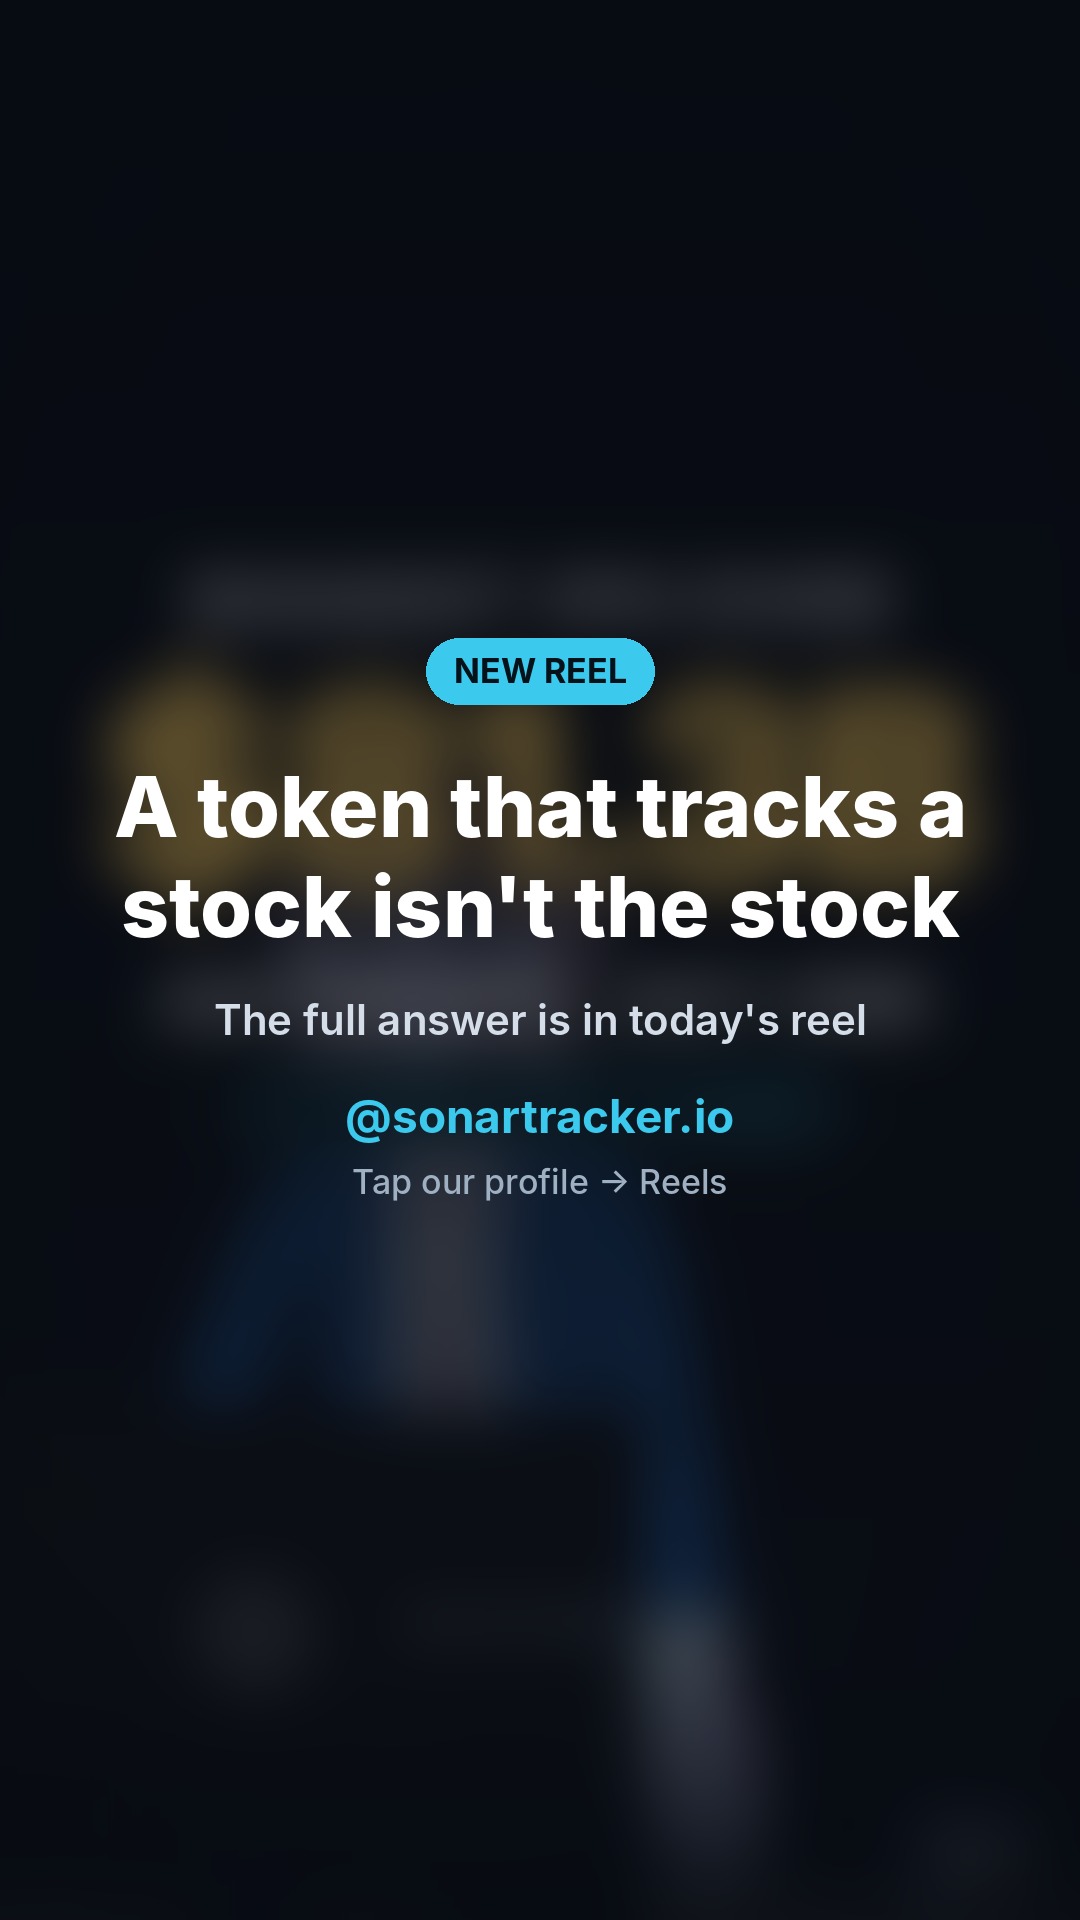 NEW REEL
A token that tracks a
stock isn't the stock
The full answer is in today's reel
@sonartracker.io
Tap our profile → Reels